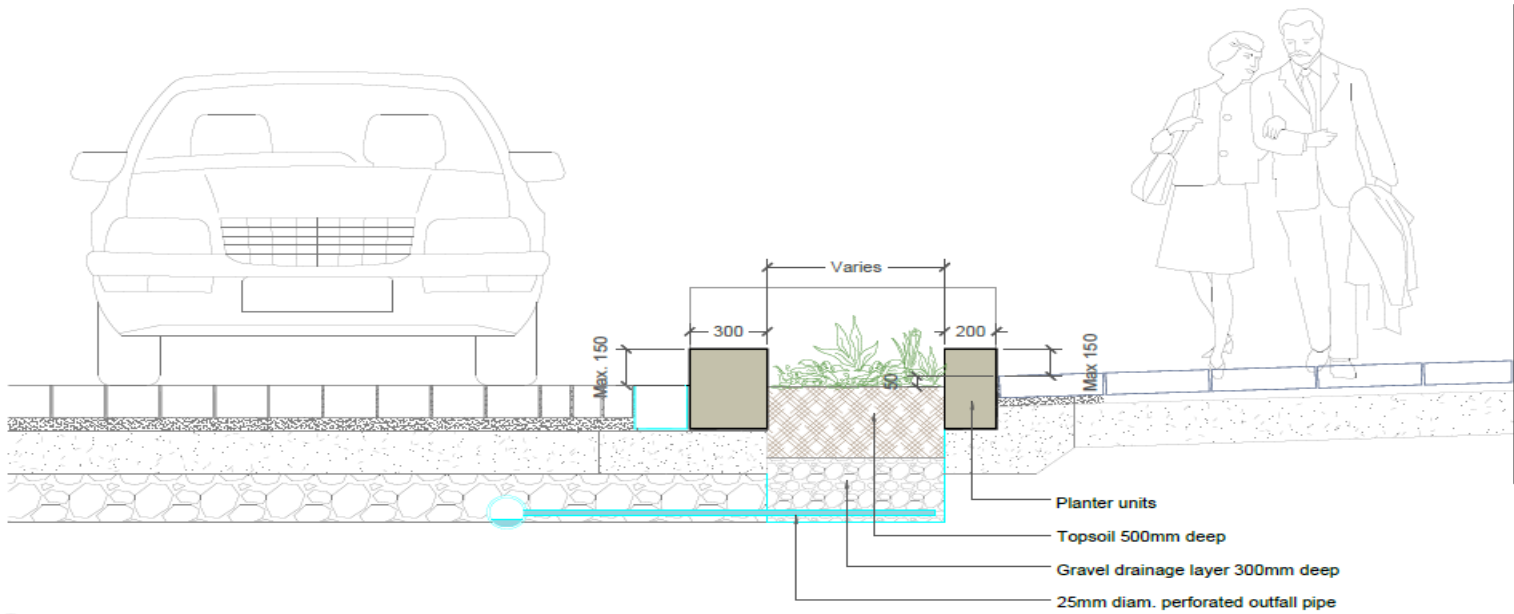 Varies
300
200
Max. 150
Max 150
50
Planter units
Topsoil 500mm deep
Gravel drainage layer 300mm deep
25mm diam. perforated outfall pipe